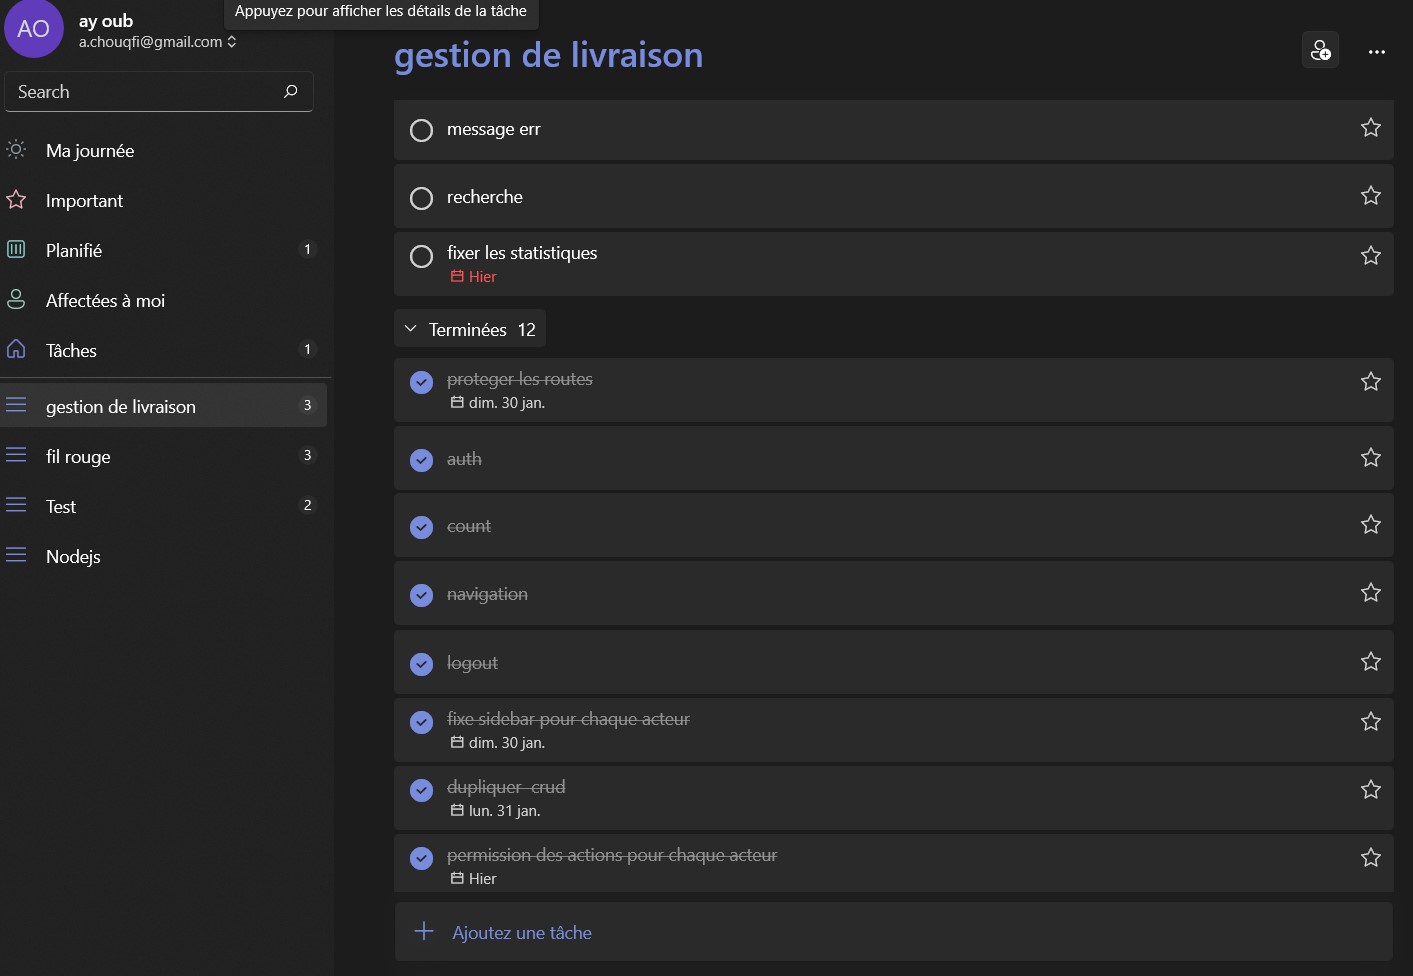 AO
ay oub
a.chouqfi@gmail.com
Search
Ma journée
Important
Planifié 1
Affectées à moi
Tâches 1
gestion de livraison 3
fil rouge 3
Test 2
Nodejs
Appuyez pour afficher les détails de la tâche
gestion de livraison
message err
recherche
fixer les statistiques
Hier
Terminées 12
proteger les routes
dim. 30 jan.
auth
count
navigation
logout
fixe sidebar pour chaque acteur
dim. 30 jan.
dupliquer crud
lun. 31 jan.
permission des actions pour chaque acteur
Hier
Ajoutez une tâche